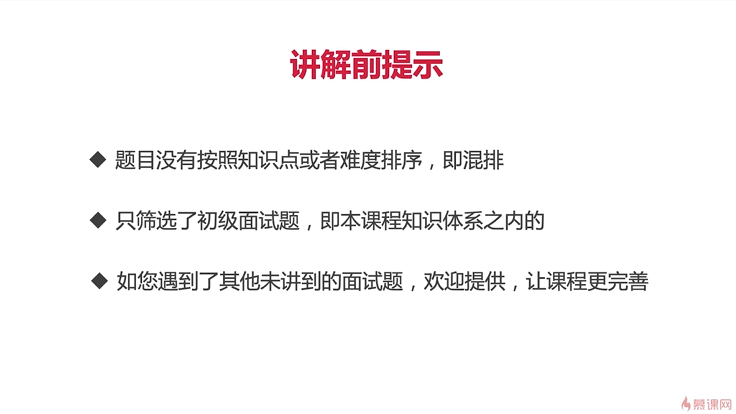 讲解前提示
◆ 题目没有按照知识点或者难度排序，即混排
◆ 只筛选了初级面试题，即本课程知识体系之内的
◆ 如您遇到了其他未讲到的面试题，欢迎提供，让课程更完善
慕课网